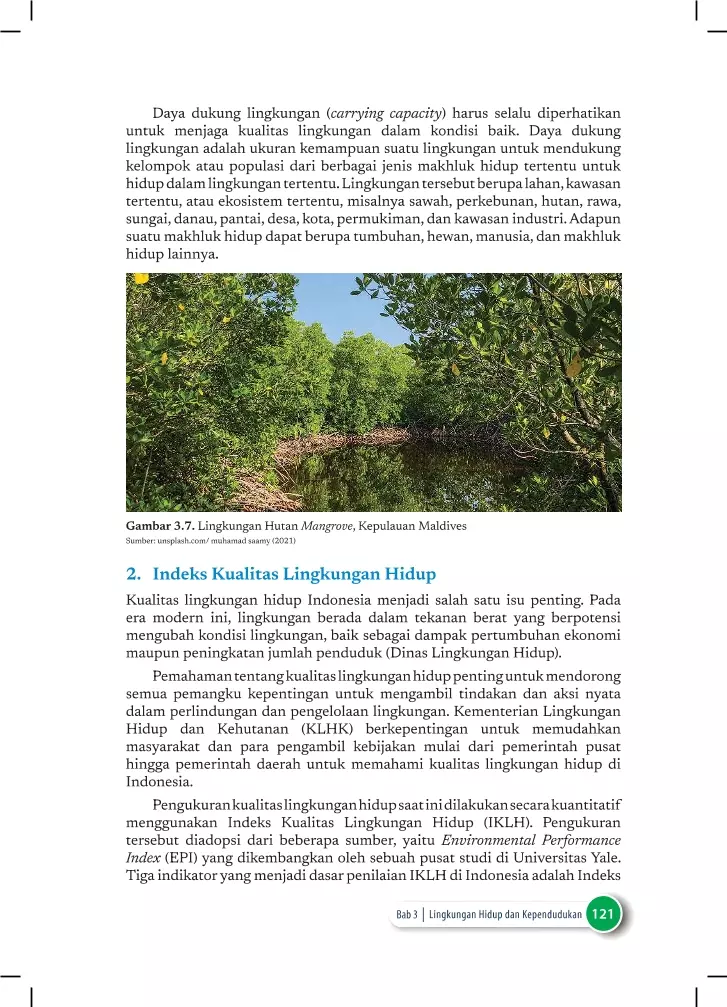 Daya dukung lingkungan (carrying capacity) harus selalu diperhatikan
untuk menjaga kualitas lingkungan dalam kondisi baik. Daya dukung
lingkungan adalah ukuran kemampuan suatu lingkungan untuk mendukung
kelompok atau populasi dari berbagai jenis makhluk hidup tertentu untuk
hidup dalam lingkungan tertentu. Lingkungan tersebut berupa lahan, kawasan
tertentu, atau ekosistem tertentu, misalnya sawah, perkebunan, hutan, rawa,
sungai, danau, pantai, desa, kota, permukiman, dan kawasan industri. Adapun
suatu makhluk hidup dapat berupa tumbuhan, hewan, manusia, dan makhluk
hidup lainnya.
Gambar 3.7. Lingkungan Hutan Mangrove, Kepulauan Maldives
Sumber: unsplash.com/ muhamad saamy (2021)
2. Indeks Kualitas Lingkungan Hidup
Kualitas lingkungan hidup Indonesia menjadi salah satu isu penting. Pada
era modern ini, lingkungan berada dalam tekanan berat yang berpotensi
mengubah kondisi lingkungan, baik sebagai dampak pertumbuhan ekonomi
maupun peningkatan jumlah penduduk (Dinas Lingkungan Hidup).
Pemahaman tentang kualitas lingkungan hidup penting untuk mendorong
semua pemangku kepentingan untuk mengambil tindakan dan aksi nyata
dalam perlindungan dan pengelolaan lingkungan. Kementerian Lingkungan
Hidup dan Kehutanan (KLHK) berkepentingan untuk memudahkan
masyarakat dan para pengambil kebijakan mulai dari pemerintah pusat
hingga pemerintah daerah untuk memahami kualitas lingkungan hidup di
Indonesia.
Pengukuran kualitas lingkungan hidup saat ini dilakukan secara kuantitatif
menggunakan Indeks Kualitas Lingkungan Hidup (IKLH). Pengukuran
tersebut diadopsi dari beberapa sumber, yaitu Environmental Performance
Index (EPI) yang dikembangkan oleh sebuah pusat studi di Universitas Yale.
Tiga indikator yang menjadi dasar penilaian IKLH di Indonesia adalah Indeks
Bab 3 | Lingkungan Hidup dan Kependudukan 121